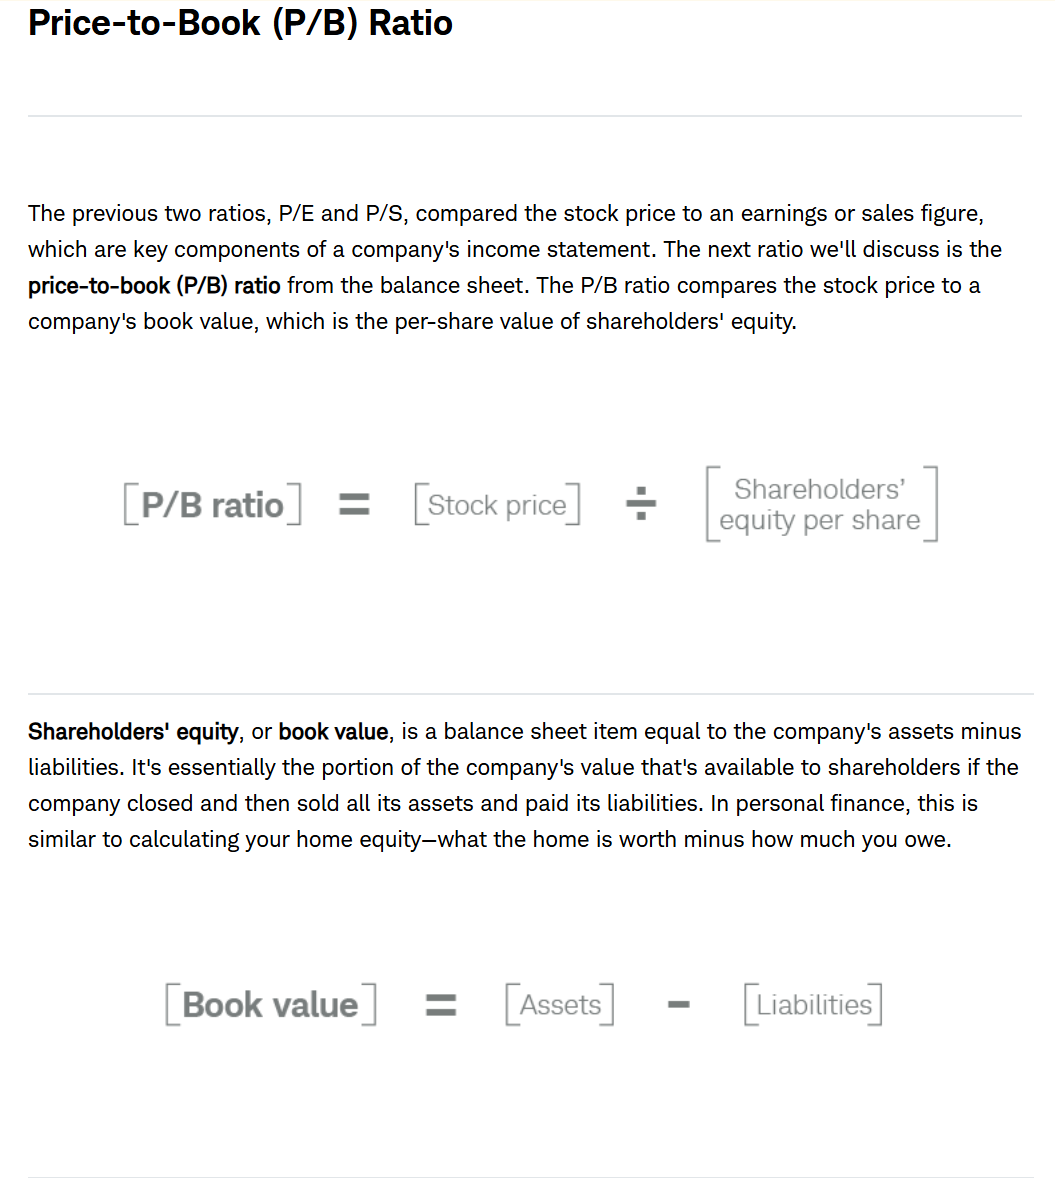 Price-to-Book (P/B) Ratio
The previous two ratios, P/E and P/S, compared the stock price to an earnings or sales figure,
which are key components of a company's income statement. The next ratio we'll discuss is the
price-to-book (P/B) ratio from the balance sheet. The P/B ratio compares the stock price to a
company's book value, which is the per-share value of shareholders' equity.
[P/B ratio] = [Stock price] ÷ [Shareholders’
equity per share]
Shareholders' equity, or book value, is a balance sheet item equal to the company's assets minus
liabilities. It's essentially the portion of the company's value that's available to shareholders if the
company closed and then sold all its assets and paid its liabilities. In personal finance, this is
similar to calculating your home equity—what the home is worth minus how much you owe.
[Book value] = [Assets] - [Liabilities]